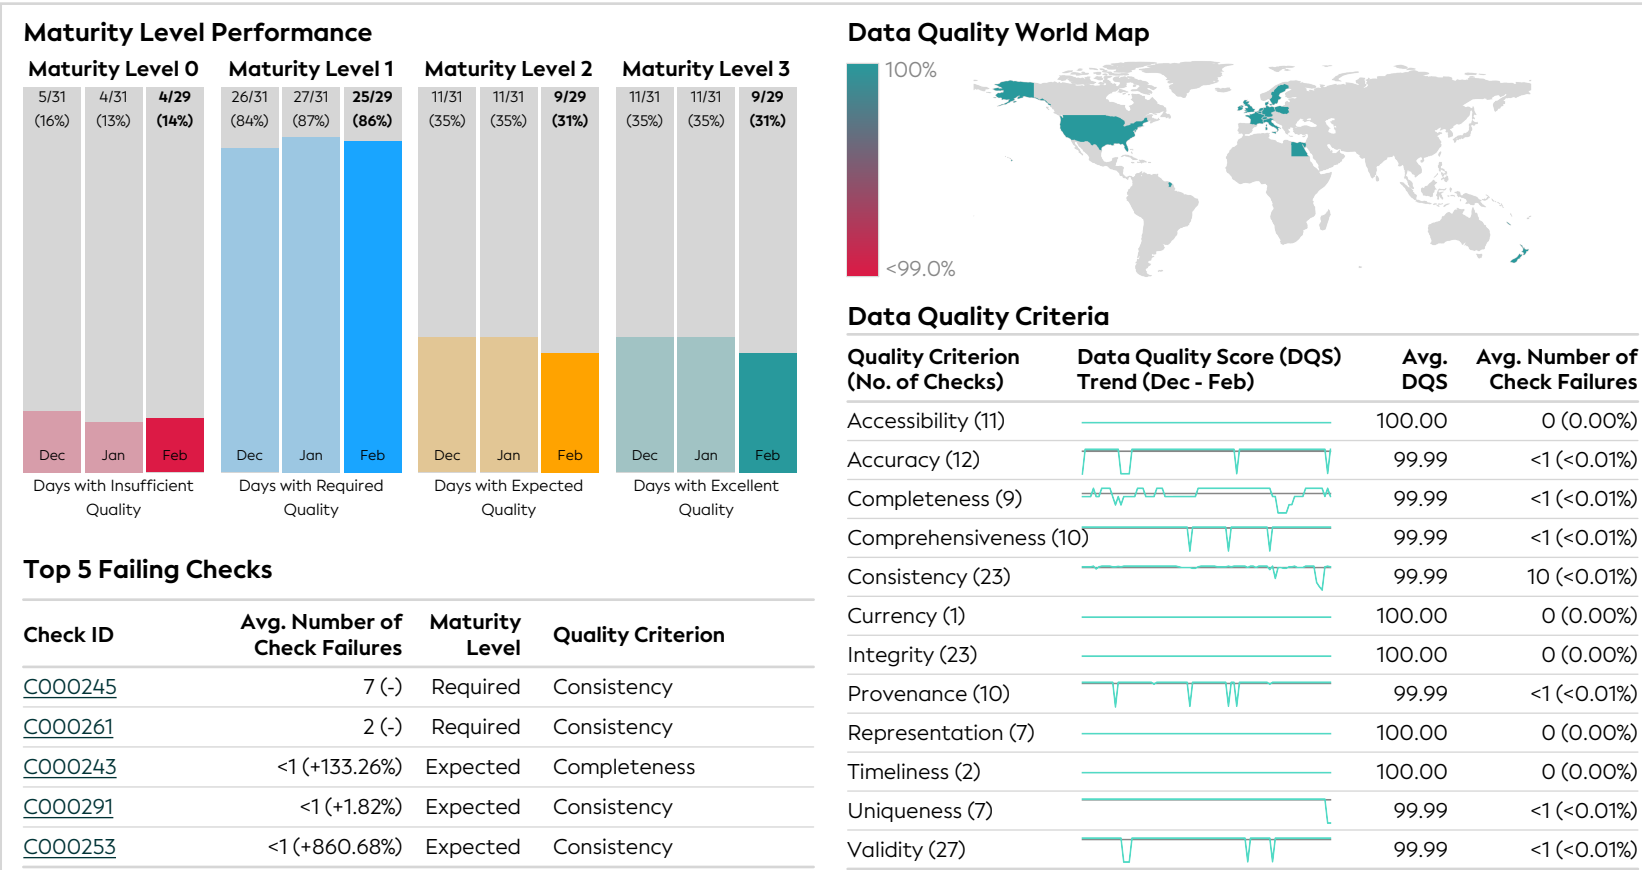 Maturity Level Performance
Maturity Level 0
5/31 4/31 4/29
(16%) (13%) (14%)
Dec Jan Feb
Days with Insufficient
Quality
Maturity Level 1
26/31 27/31 25/29
(84%) (87%) (86%)
Dec Jan Feb
Days with Required
Quality
Maturity Level 2
11/31 11/31 9/29
(35%) (35%) (31%)
Dec Jan Feb
Days with Expected
Quality
Maturity Level 3
11/31 11/31 9/29
(35%) (35%) (31%)
Dec Jan Feb
Days with Excellent
Quality
Top 5 Failing Checks
Check ID Avg. Number of Check Failures Maturity Level Quality Criterion
C000245 7 (-) Required Consistency
C000261 2 (-) Required Consistency
C000243 <1 (+133.26%) Expected Completeness
C000291 <1 (+1.82%) Expected Consistency
C000253 <1 (+860.68%) Expected Consistency
Data Quality World Map
100%
<99.0%
Data Quality Criteria
Quality Criterion (No. of Checks) Data Quality Score (DQS) Trend (Dec - Feb) Avg. DQS Avg. Number of Check Failures
Accessibility (11) 100.00 0 (0.00%)
Accuracy (12) 99.99 <1 (<0.01%)
Completeness (9) 99.99 <1 (<0.01%)
Comprehensiveness (10) 99.99 <1 (<0.01%)
Consistency (23) 99.99 10 (<0.01%)
Currency (1) 100.00 0 (0.00%)
Integrity (23) 100.00 0 (0.00%)
Provenance (10) 99.99 <1 (<0.01%)
Representation (7) 100.00 0 (0.00%)
Timeliness (2) 100.00 0 (0.00%)
Uniqueness (7) 99.99 <1 (<0.01%)
Validity (27) 99.99 <1 (<0.01%)